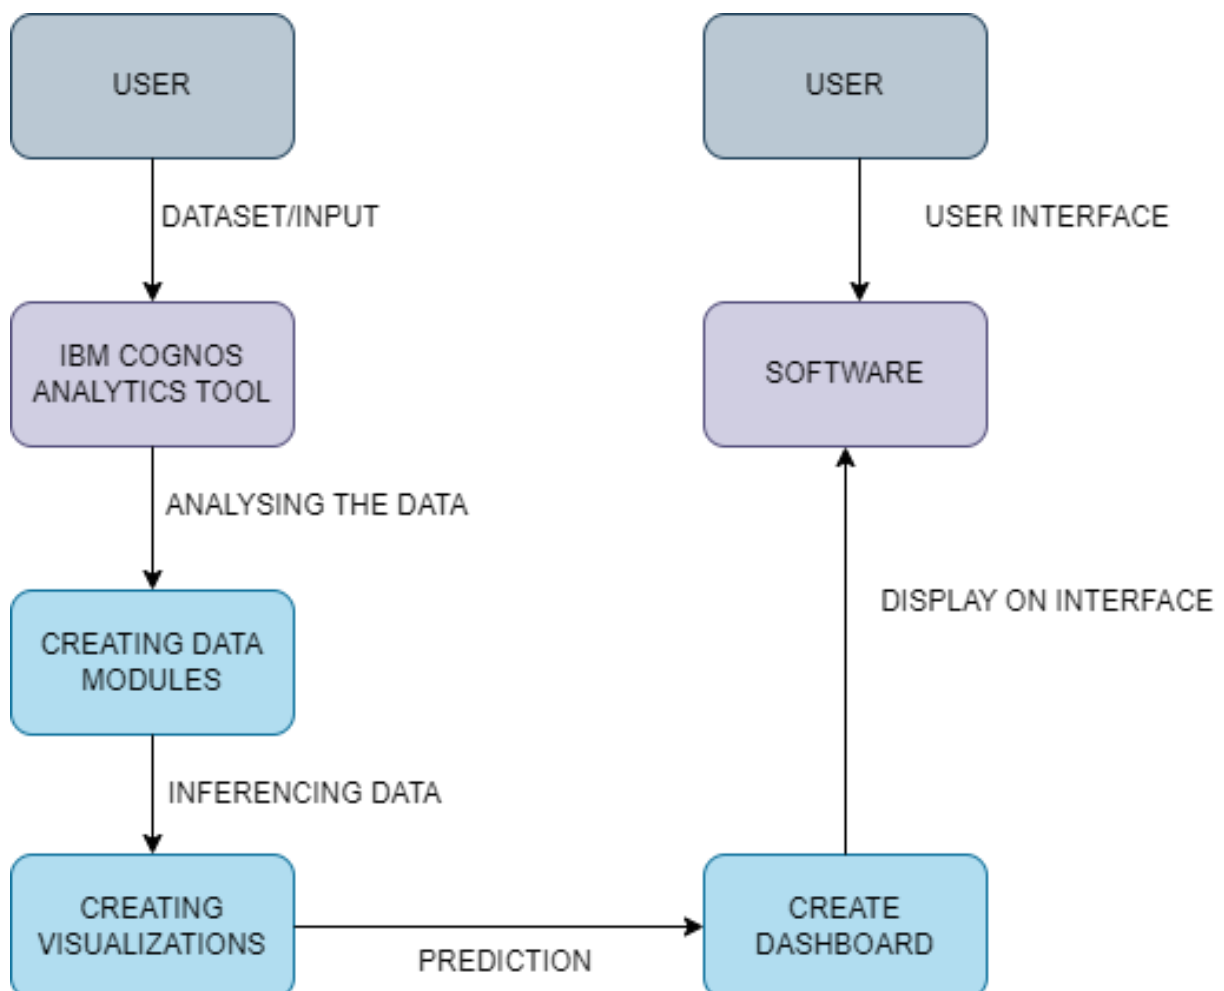 USER
USER
DATASET/INPUT
USER INTERFACE
IBM COGNOS
ANALYTICS TOOL
SOFTWARE
ANALYSING THE DATA
DISPLAY ON INTERFACE
CREATING DATA
MODULES
INFERENCING DATA
CREATING
VISUALIZATIONS
PREDICTION
CREATE
DASHBOARD